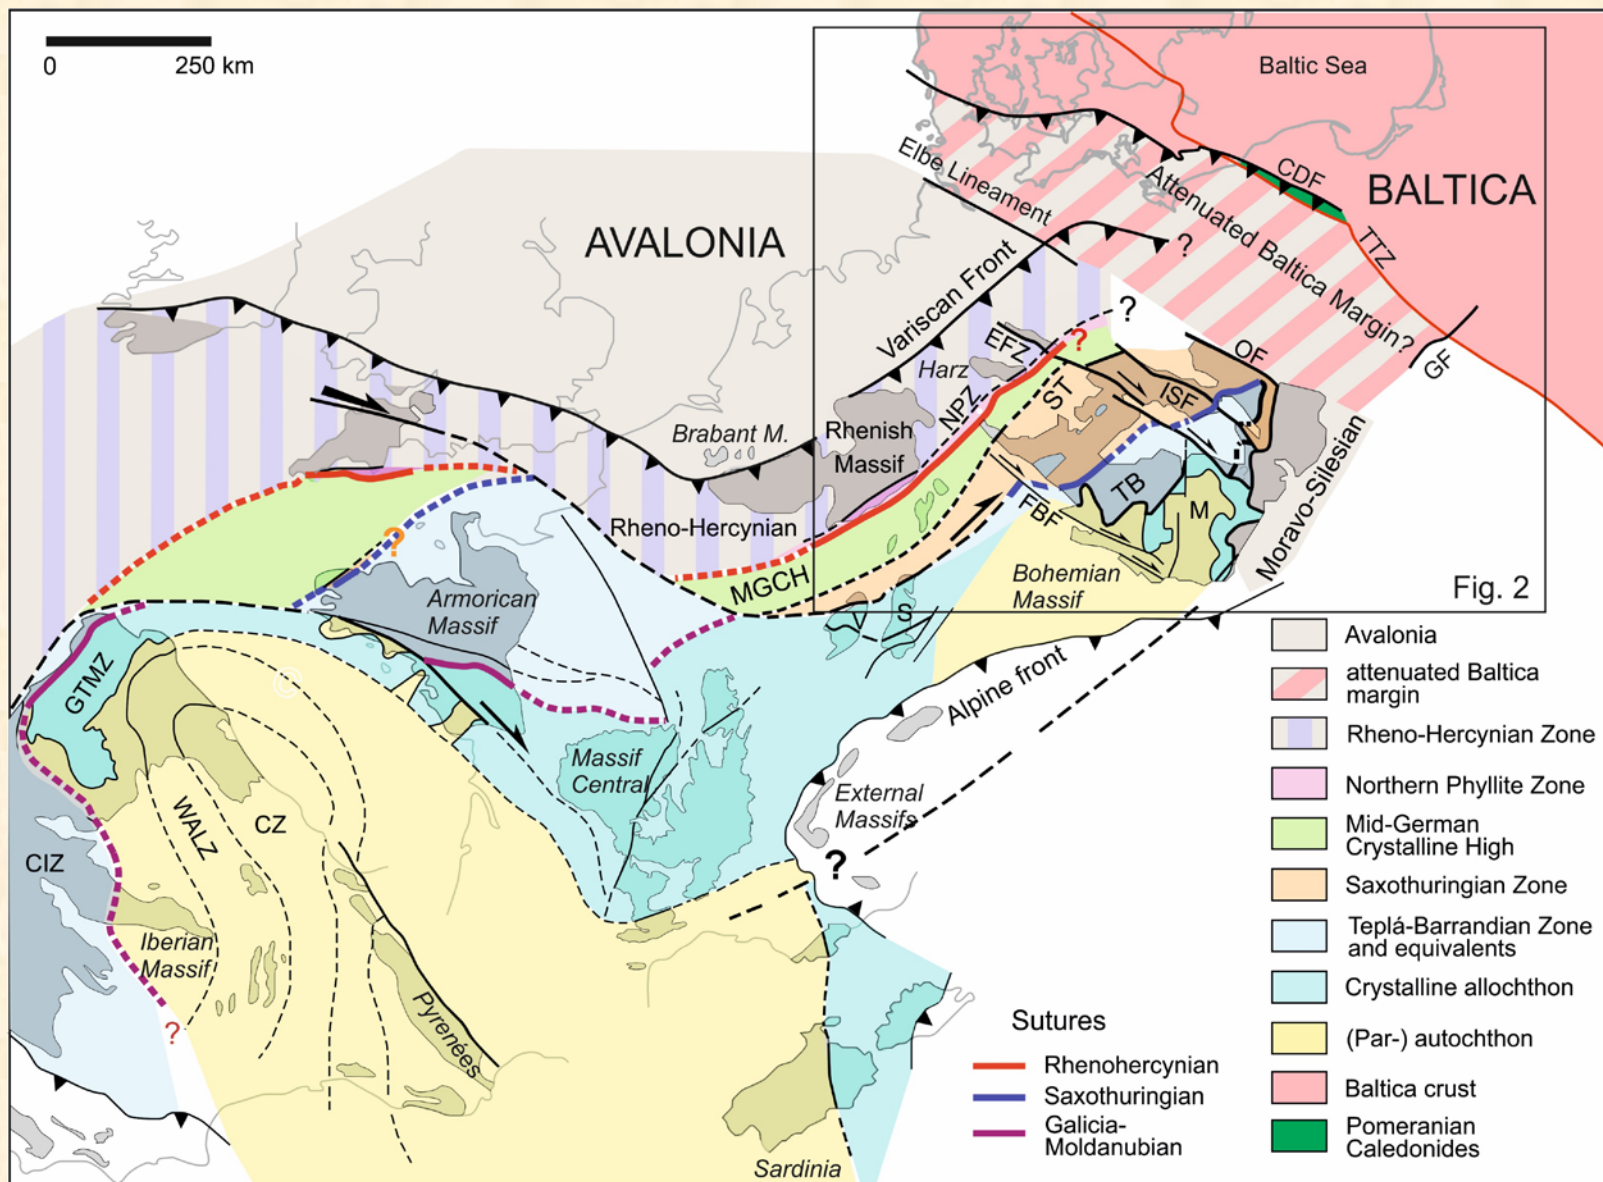 0
250 km
Baltic Sea
BALTICA
AVALONIA
Elbe Lineament
CDF
TTZ
Attenuated Baltica Margin?
?
Variscan Front
?
?
GF
OF
EFZ
Harz
NPZ
ST
ISF
Brabant M.
Rhenish
Massif
Rheno-Hercynian
MGCH
FBF
TB
M
Moravo-Silesian
Bohemian
Massif
Fig. 2
?
Armorican
Massif
V
S
GTMZ
Alpine front
Massif
Central
External
Massifs
?
WALZ
CZ
CIZ
Iberian
Massif
?
Pyrenées
Sardinia
Sutures
Rhenohercynian
Saxothuringian
Galicia-
Moldanubian
Avalonia
attenuated Baltica
margin
Rheno-Hercynian Zone
Northern Phyllite Zone
Mid-German
Crystalline High
Saxothuringian Zone
Teplá-Barrandian Zone
and equivalents
Crystalline allochthon
(Par-) autochthon
Baltica crust
Pomeranian
Caledonides
©